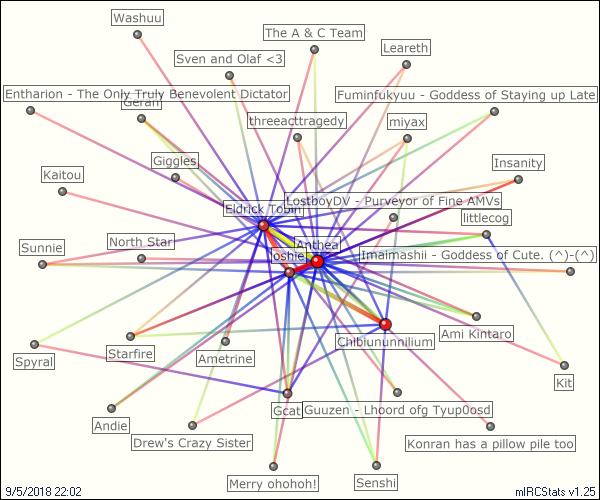 Washuu
The A & C Team
Leareth
Sven and Olaf <3
Entharion - The Only Truly Benevolent Dictator
Geran
Fuminfukyuu - Goddess of Staying up Late
threeacttragedy
miyax
Giggles
Insanity
Kaitou
LostboyDV - Purveyor of Fine AMVs
Eldrick Tobin
littlecog
Sunnie
North Star
Anthea
Joshie
Imaimashii - Goddess of Cute. (^)-(^)
Ami Kintaro
Chibiununnilium
Spyral
Starfire
Ametrine
Kit
Gcat
Guuzen - Lhoord ofg Tyup0osd
Andie
Drew's Crazy Sister
Konran has a pillow pile too
Merry ohohoh!
Senshi
9/5/2018 22:02
mIRCStats v1.25